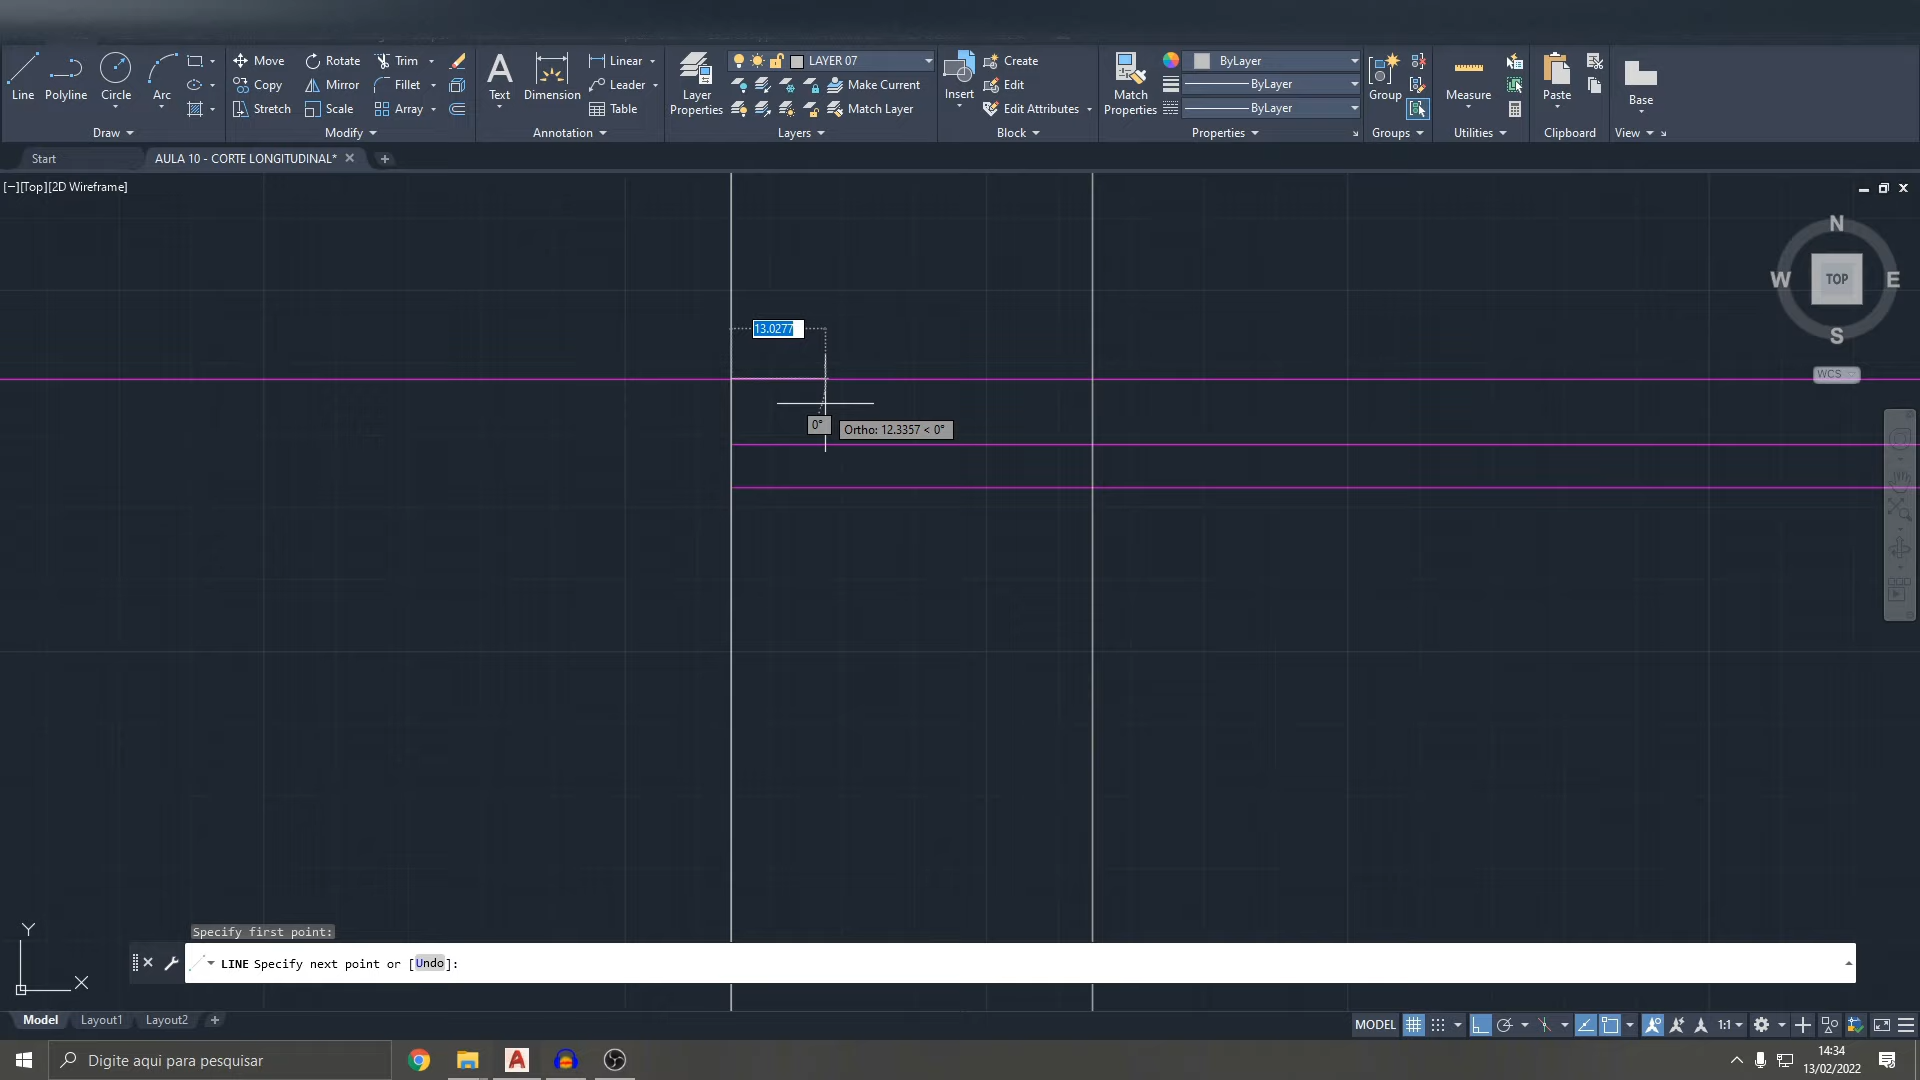 Move Rotate Trim
Linear
LAYER 07
Create
ByLayer
Line Polyline Circle Arc
Copy Mirror Fillet
Text Dimension
Leader
Layer Properties
Make Current
Insert
Edit
Match Properties
ByLayer
Group
Measure
Paste
Base
Stretch Scale Array
Table
Match Layer
Edit Attributes
ByLayer
Draw Modify Annotation Layers Block Properties Groups Utilities Clipboard View
Start AULA 10 - CORTE LONGITUDINAL*
[−][Top][2D Wireframe]
N
W TOP E
S
WCS
13.0277
0° Ortho: 12.3357 < 0°
Y
X
Specify first point:
LINE Specify next point or [Undo]:
Model Layout1 Layout2
MODEL 1:1
Digite aqui para pesquisar
14:34
13/02/2022